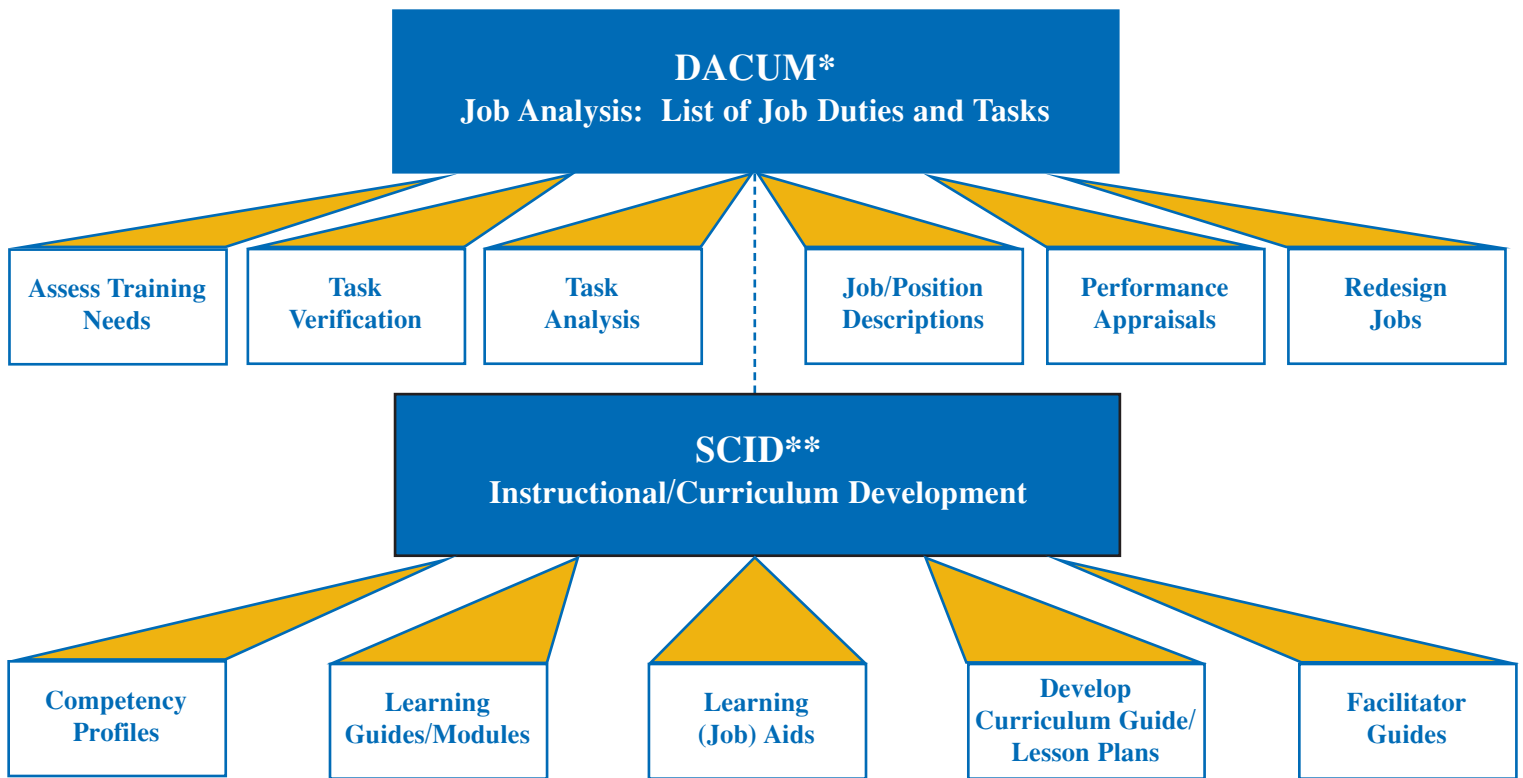 DACUM*
Job Analysis: List of Job Duties and Tasks
Assess Training
Needs
Task
Verification
Task
Analysis
Job/Position
Descriptions
Performance
Appraisals
Redesign
Jobs
SCID**
Instructional/Curriculum Development
Competency
Profiles
Learning
Guides/Modules
Learning
(Job) Aids
Develop
Curriculum Guide/
Lesson Plans
Facilitator
Guides